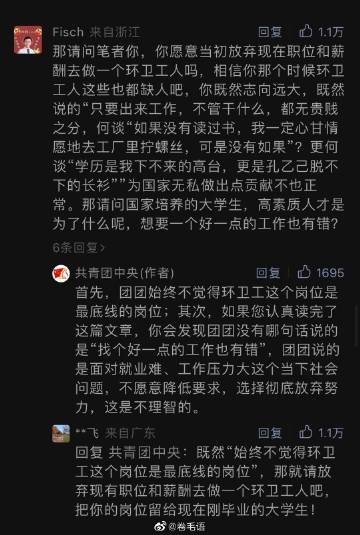 Fisch 来自浙江
回复 1.1万
那请问笔者你，你愿意当初放弃现在职位和薪
酬去做一个环卫工人吗，相信你那个时候环卫
工人这些也都缺人吧，你既然志向远大，既然
说的“只要出来工作，不管干什么，都无贵贱
之分，何谈“如果没有读过书，我一定心甘情
愿地去工厂里拧螺丝，可是没有如果”？更何
谈“学历是我下不来的高台，更是孔乙己脱不
下的长衫””为国家无私做出点贡献不也正
常。那请问国家培养的大学生，高素质人才是
为了什么呢，想要一个好一点的工作也有错？
6条回复>
共青团中央(作者)
回复 1695
首先，团团始终不觉得环卫工这个岗位是
最底线的岗位；其次，如果您认真读完了
这篇文章，你会发现团团没有哪句话说的
是“找个好一点的工作也有错”，团团说的
是面对就业难、工作压力大这个当下社会
问题，不愿意降低要求，选择彻底放弃努
力，这是不理智的。
**飞 来自广东
回复 1.1万
回复 共青团中央：既然“始终不觉得环卫
工这个岗位是最底线的岗位”，那就请放
弃现有职位和薪酬去做一个环卫工人吧，
把你的岗位留给现在刚毕业的大学生！
@卷毛语